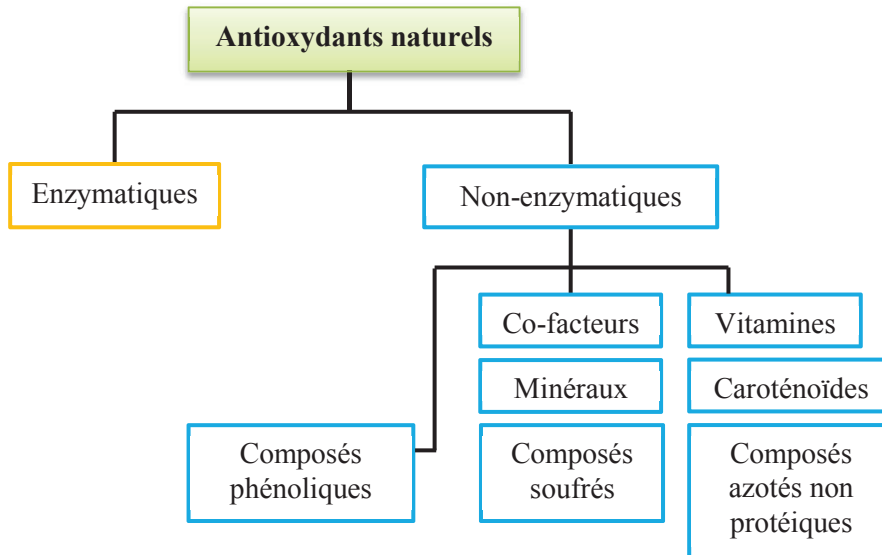 Antioxydants naturels
Enzymatiques
Non-enzymatiques
Co-facteurs
Vitamines
Minéraux
Caroténoïdes
Composés
phénoliques
Composés
soufrés
Composés
azotés non
protéiques